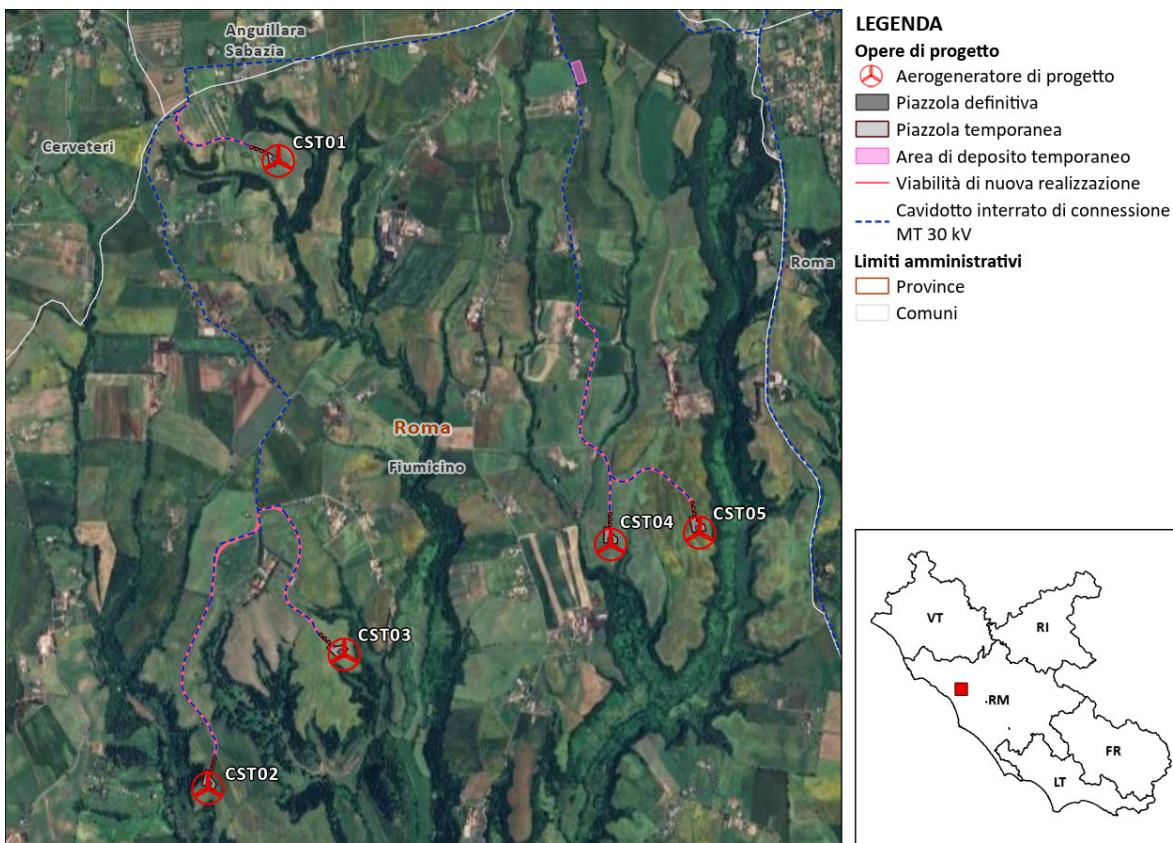 Anguillara
Sabazia
CST01
Cerveteri
Roma
Roma
Fiumicino
CST04
CST05
CST03
CST02
LEGENDA
Opere di progetto
Aerogeneratore di progetto
Piazzola definitiva
Piazzola temporanea
Area di deposito temporaneo
Viabilità di nuova realizzazione
Cavidotto interrato di connessione
MT 30 kV
Limiti amministrativi
Province
Comuni
VT
RI
RM
FR
LT